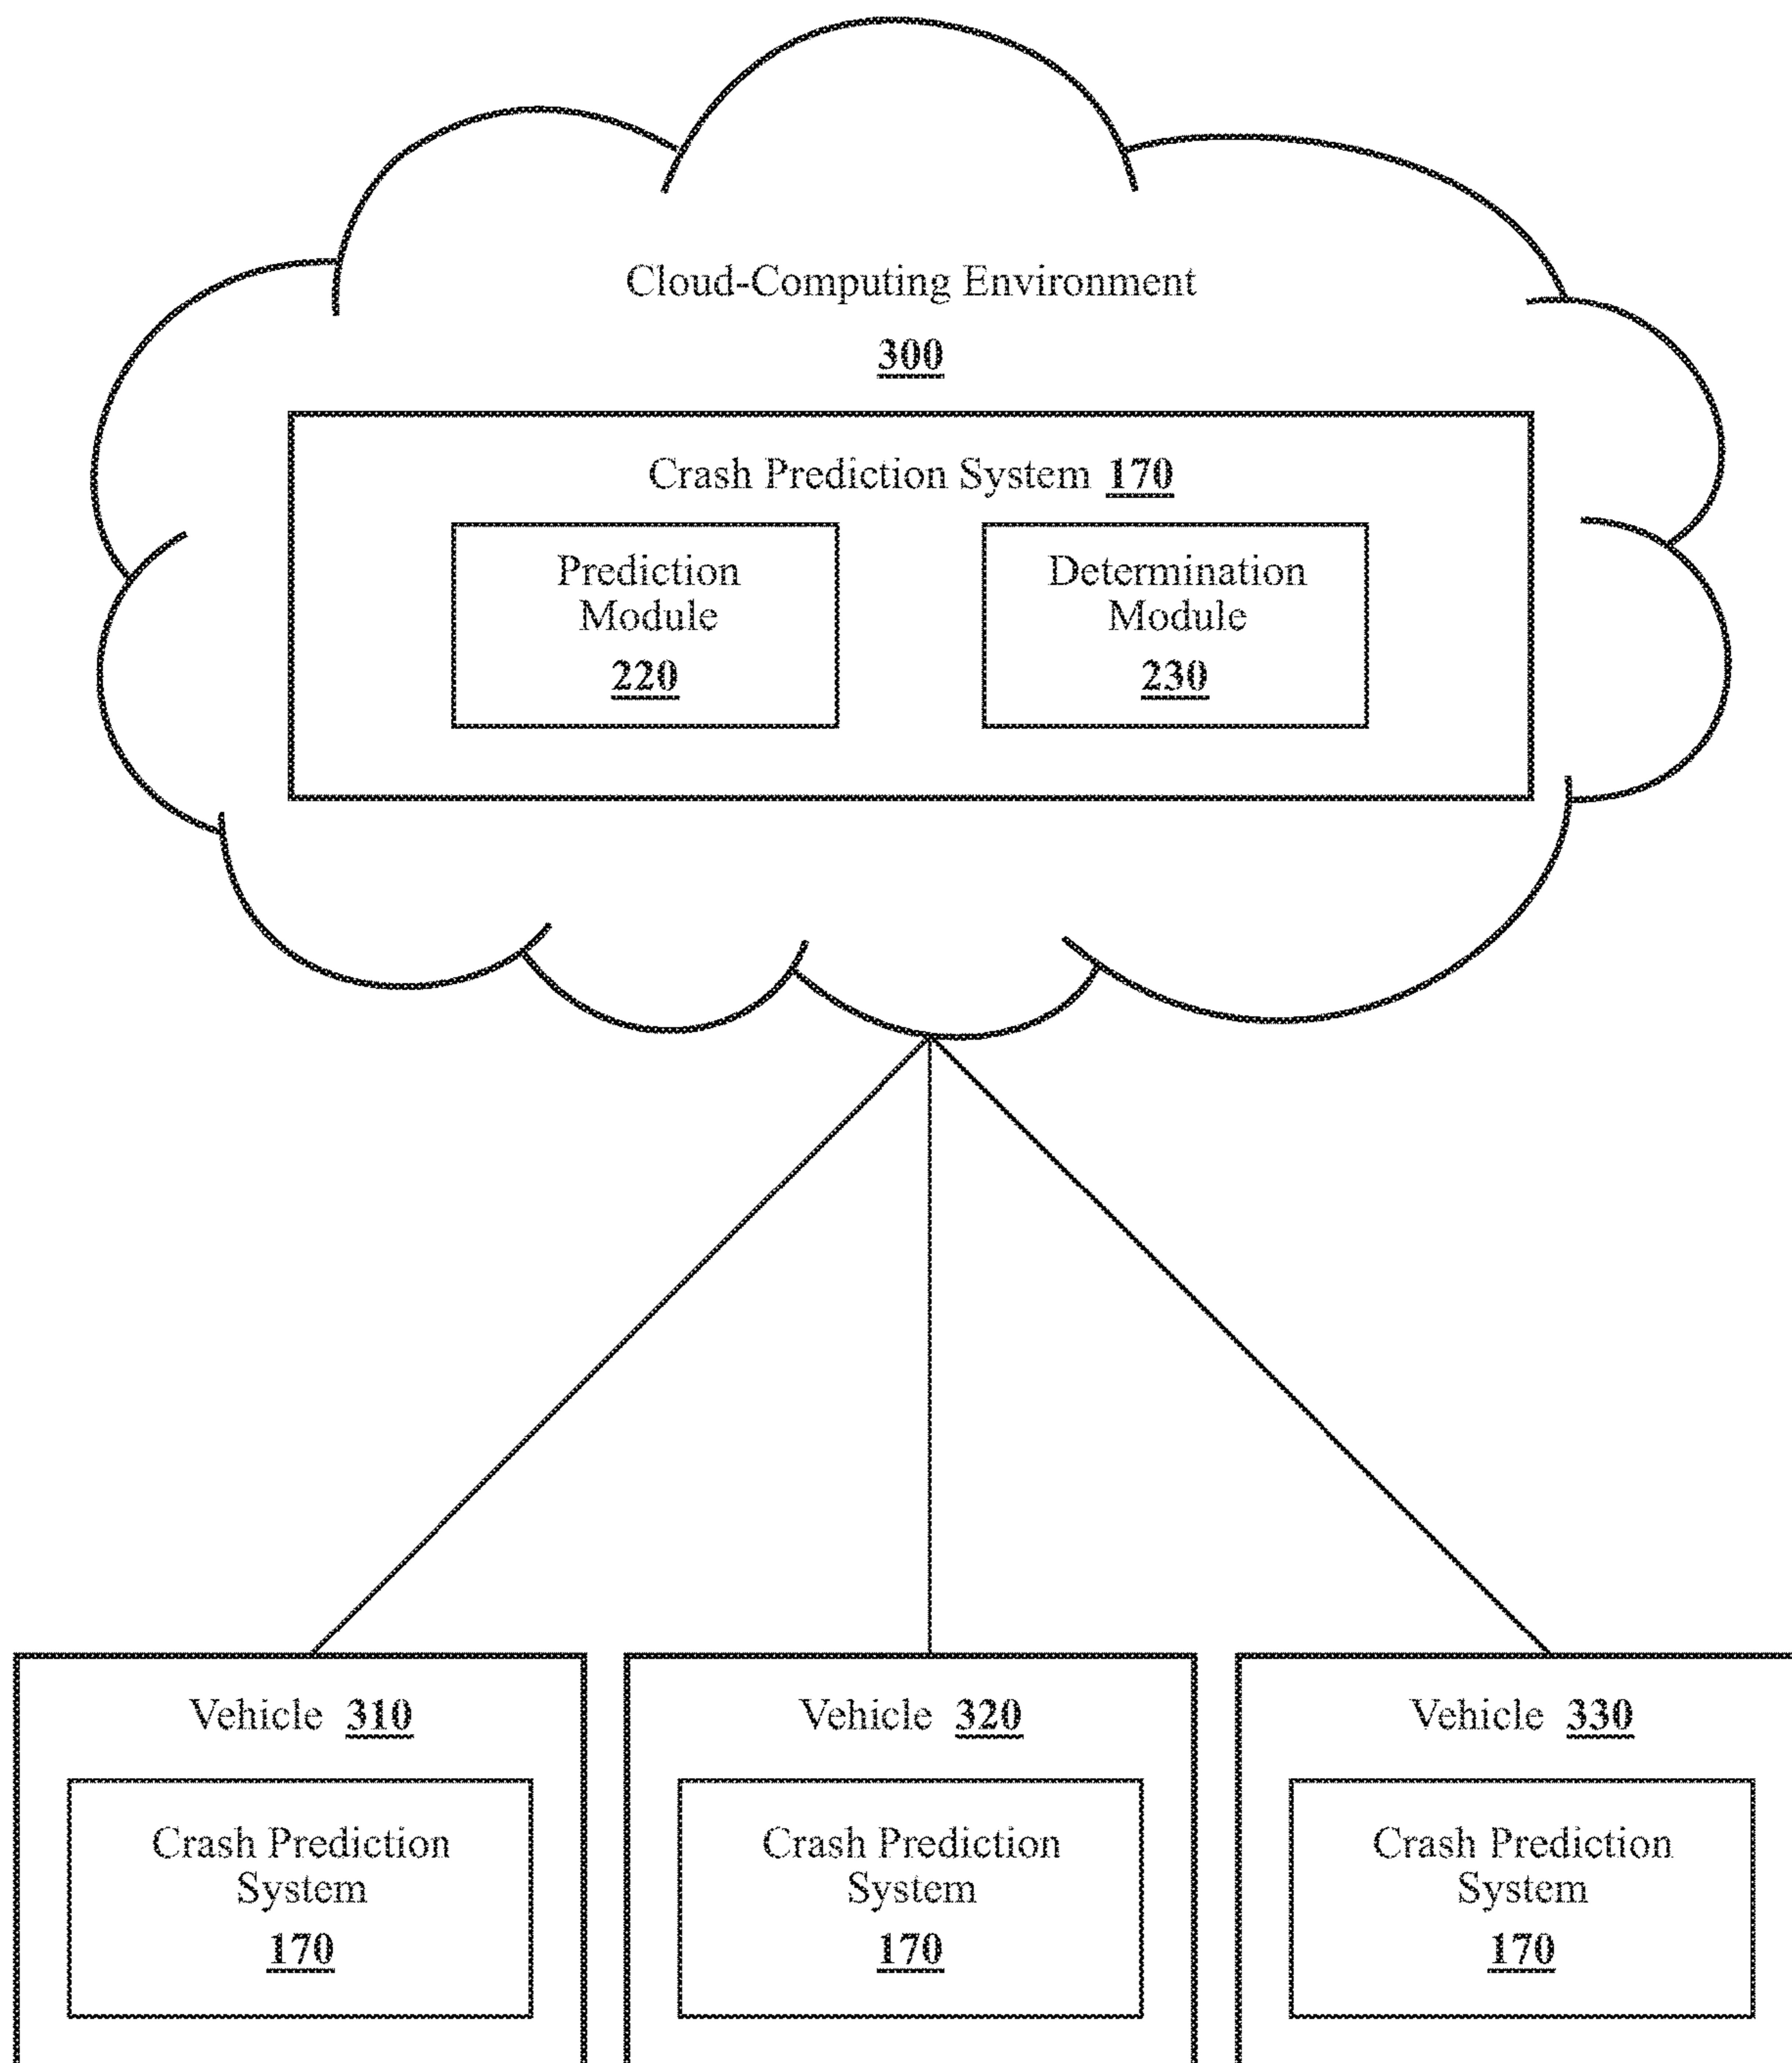 Cloud-Computing Environment
300
Crash Prediction System 170
Prediction
Module
220
Determination
Module
230
Vehicle 310
Crash Prediction
System
170
Vehicle 320
Crash Prediction
System
170
Vehicle 330
Crash Prediction
System
170